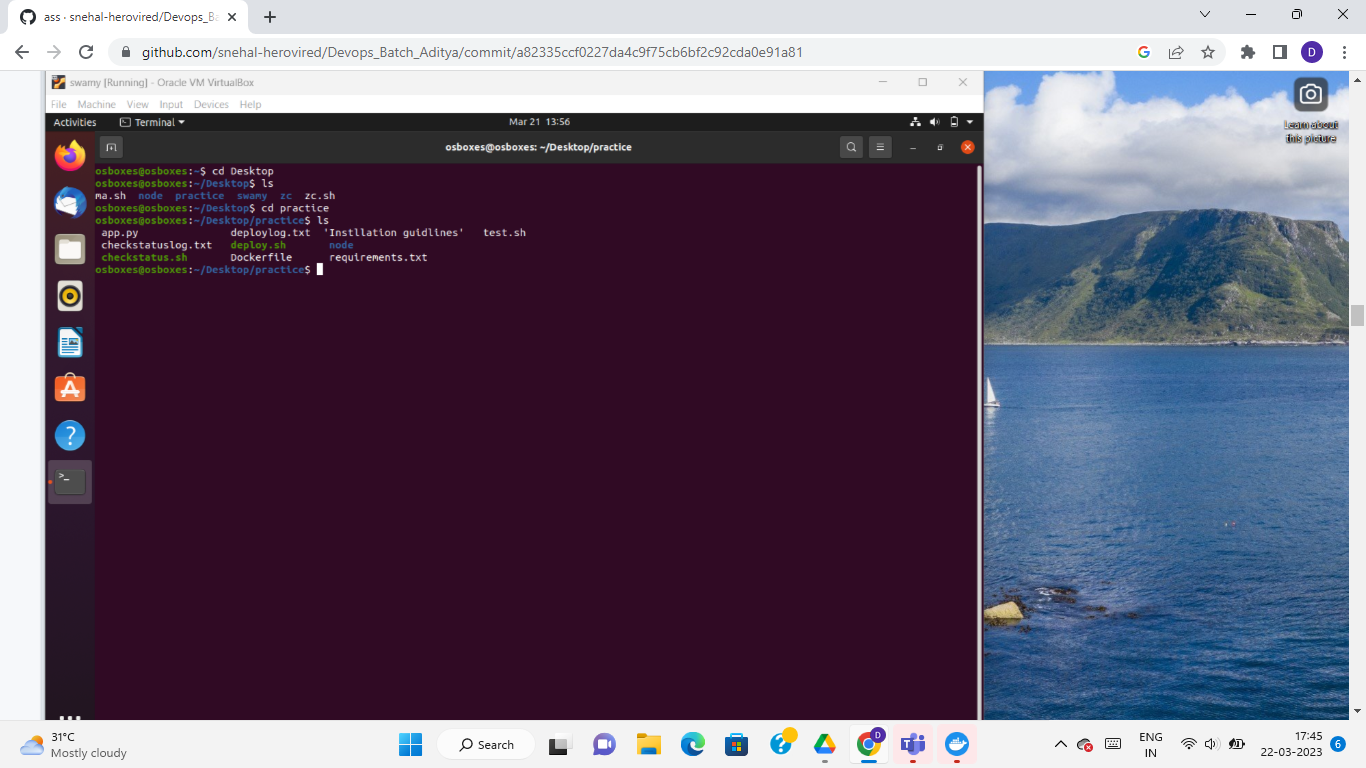 ass · snehal-herovired/Devops_Ba
github.com/snehal-herovired/Devops_Batch_Aditya/commit/a82335ccf0227da4c9f75cb6bf2c92cda0e91a81
D
swamy [Running] - Oracle VM VirtualBox
File Machine View Input Devices Help
Activities Terminal Mar 21 13:56
osboxes@osboxes: ~/Desktop/practice
osboxes@osboxes:~$ cd Desktop
osboxes@osboxes:~/Desktop$ ls
ma.sh node practice swamy zc zc.sh
osboxes@osboxes:~/Desktop$ cd practice
osboxes@osboxes:~/Desktop/practice$ ls
app.py deploylog.txt 'Instllation guidlines' test.sh
checkstatuslog.txt deploy.sh node
checkstatus.sh Dockerfile requirements.txt
osboxes@osboxes:~/Desktop/practice$
Learn about
this picture
31°C
Mostly cloudy
Search
D
ENG
IN
17:45
22-03-2023
6